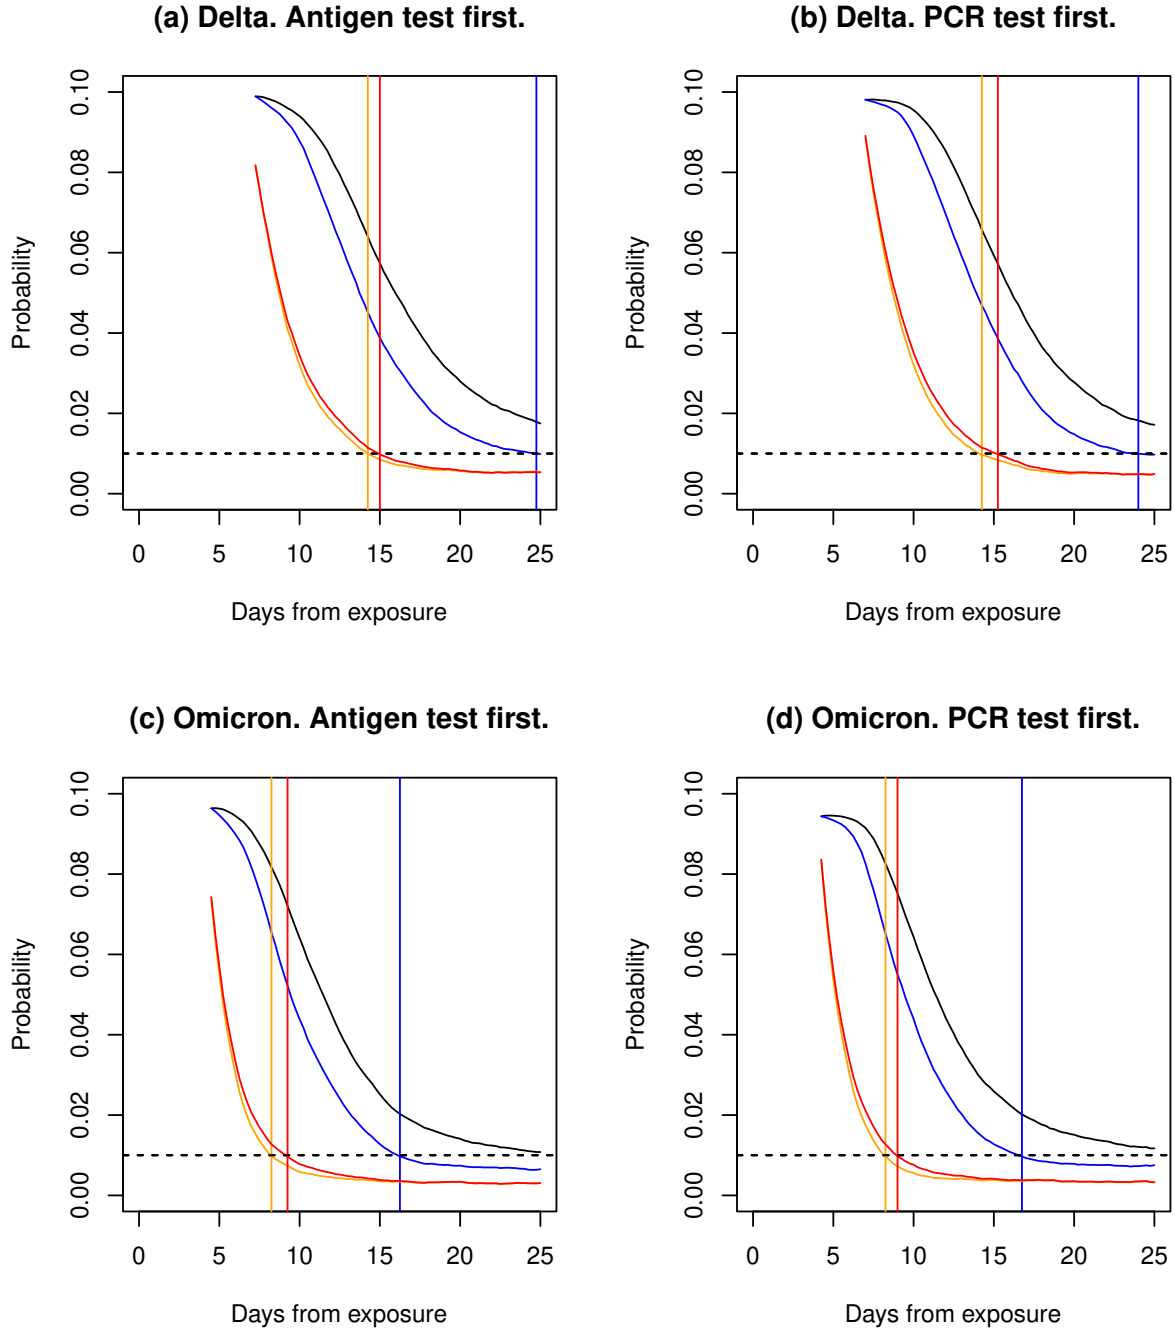 (a) Delta. Antigen test first.
Probability
0.10
0.08
0.06
0.04
0.02
0.00
0 5 10 15 20 25
Days from exposure
(b) Delta. PCR test first.
Probability
0.10
0.08
0.06
0.04
0.02
0.00
0 5 10 15 20 25
Days from exposure
(c) Omicron. Antigen test first.
Probability
0.10
0.08
0.06
0.04
0.02
0.00
0 5 10 15 20 25
Days from exposure
(d) Omicron. PCR test first.
Probability
0.10
0.08
0.06
0.04
0.02
0.00
0 5 10 15 20 25
Days from exposure